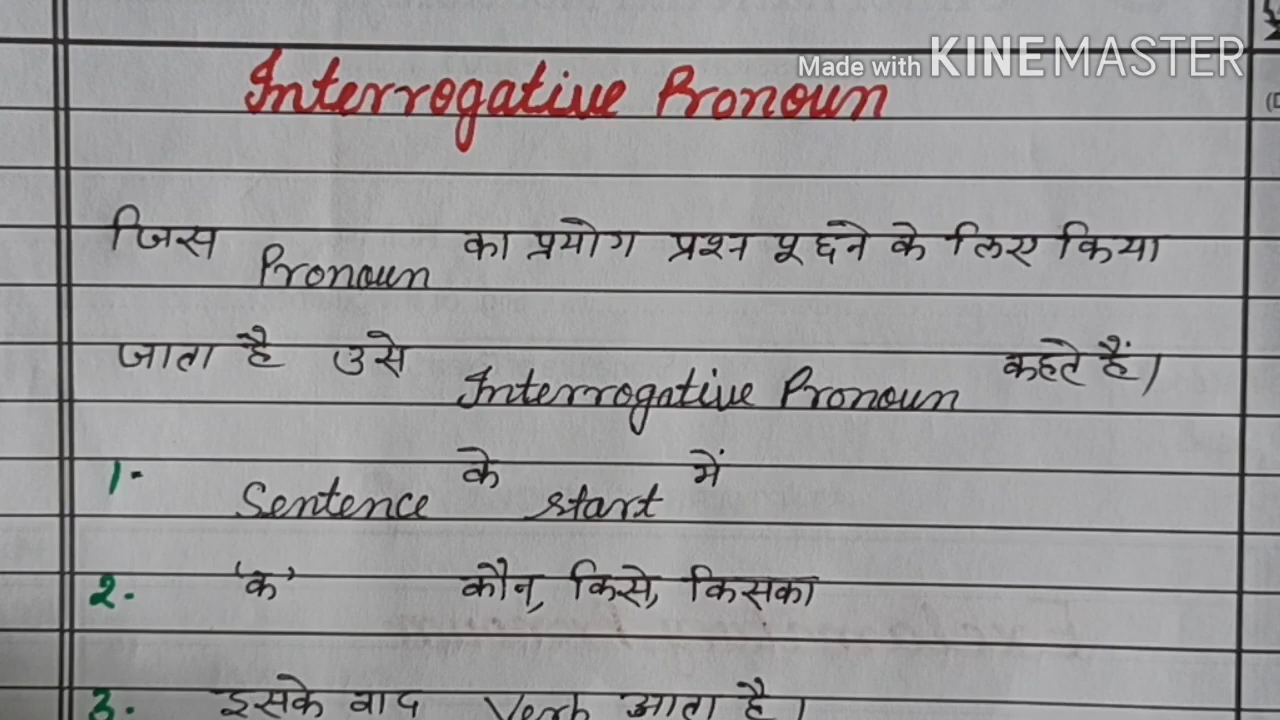 Made with KINEMASTER
Interrogative Pronoun
जिस Pronoun का प्रयोग प्रश्न पूछने के लिए किया
जाता है उसे Interrogative Pronoun कहते हैं।
1. Sentence के start में
2. 'क' कौन, किसे, किसका
3. इसके बाद Verb आता है।